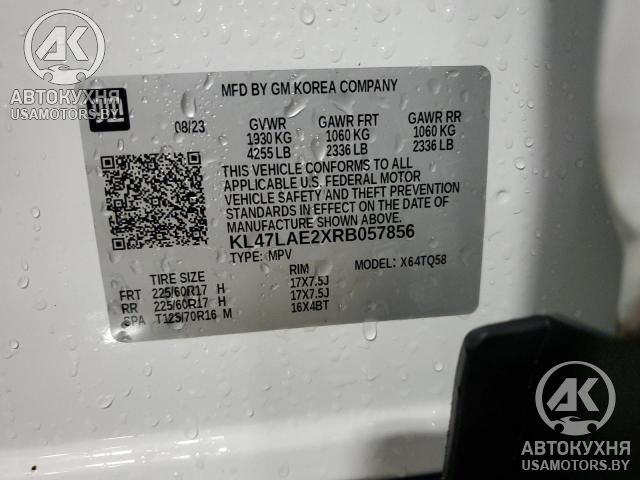 AK
АВТОКУХНЯ
USAMOTORS.BY
gm
MFD BY GM KOREA COMPANY
08/23 GVWR GAWR FRT GAWR RR
1930 KG 1060 KG 1060 KG
4255 LB 2336 LB 2336 LB
THIS VEHICLE CONFORMS TO ALL
APPLICABLE U.S. FEDERAL MOTOR
VEHICLE SAFETY AND THEFT PREVENTION
STANDARDS IN EFFECT ON THE DATE OF
MANUFACTURE SHOWN ABOVE.
KL47LAE2XRB057856
TYPE: MPV MODEL: X64TQ58
TIRE SIZE RIM
FRT 225/60R17 H 17X7.5J
RR 225/60R17 H 17X7.5J
SPA T125/70R16 M 16X4BT
AK
АВТОКУХНЯ
USAMOTORS.BY